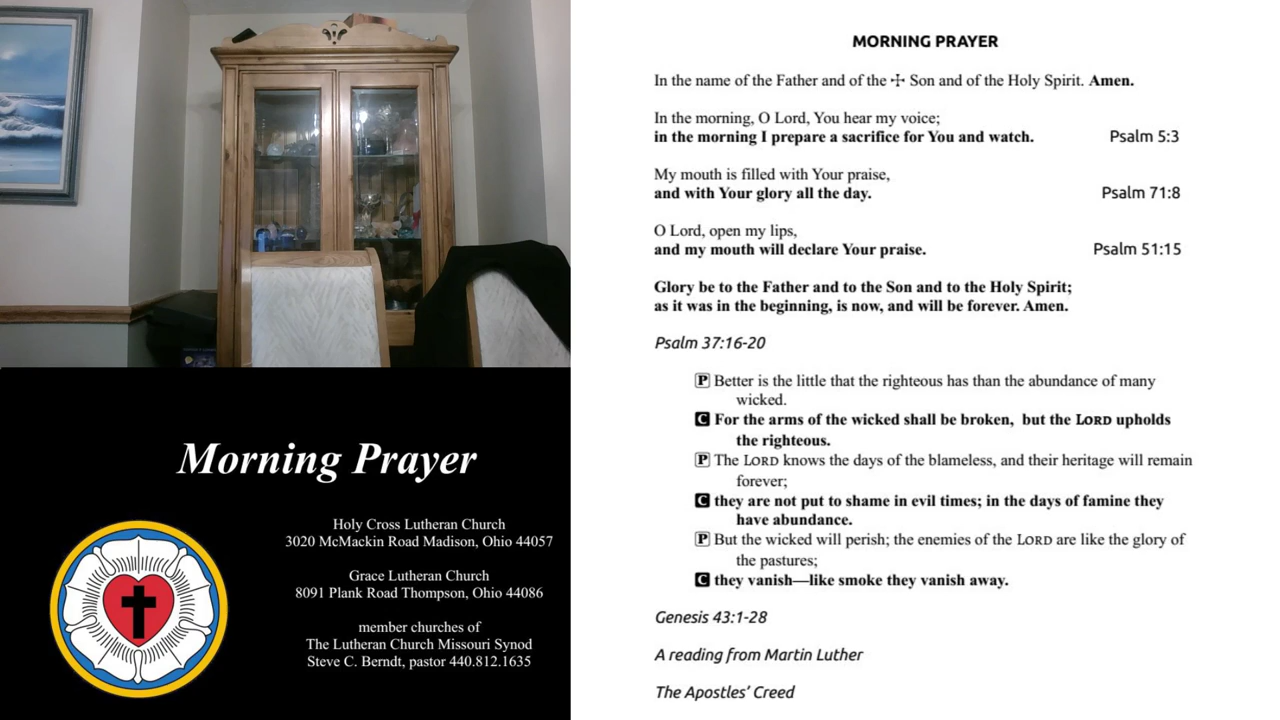 Morning Prayer
Holy Cross Lutheran Church
3020 McMackin Road Madison, Ohio 44057
Grace Lutheran Church
8091 Plank Road Thompson, Ohio 44086
member churches of
The Lutheran Church Missouri Synod
Steve C. Berndt, pastor 440.812.1635
MORNING PRAYER
In the name of the Father and of the ☩ Son and of the Holy Spirit. Amen.
In the morning, O Lord, You hear my voice;
in the morning I prepare a sacrifice for You and watch. Psalm 5:3
My mouth is filled with Your praise,
and with Your glory all the day. Psalm 71:8
O Lord, open my lips,
and my mouth will declare Your praise. Psalm 51:15
Glory be to the Father and to the Son and to the Holy Spirit;
as it was in the beginning, is now, and will be forever. Amen.
Psalm 37:16-20
P Better is the little that the righteous has than the abundance of many
wicked.
C For the arms of the wicked shall be broken, but the LORD upholds
the righteous.
P The LORD knows the days of the blameless, and their heritage will remain
forever;
C they are not put to shame in evil times; in the days of famine they
have abundance.
P But the wicked will perish; the enemies of the LORD are like the glory of
the pastures;
C they vanish—like smoke they vanish away.
Genesis 43:1-28
A reading from Martin Luther
The Apostles' Creed